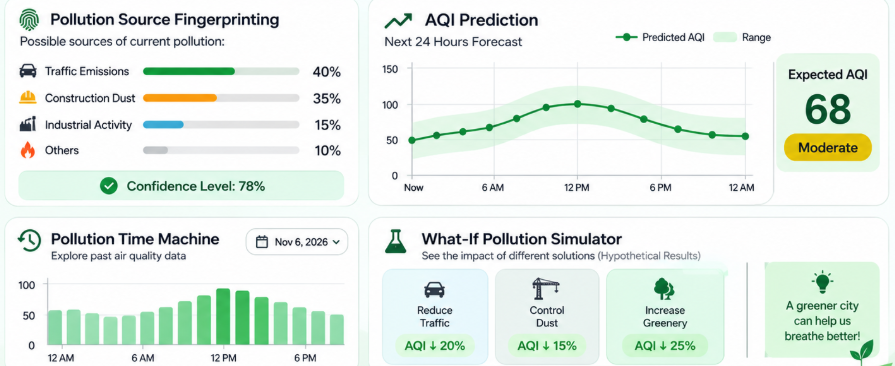 Pollution Source Fingerprinting
Possible sources of current pollution:
Traffic Emissions 40%
Construction Dust 35%
Industrial Activity 15%
Others 10%
Confidence Level: 78%
AQI Prediction
Next 24 Hours Forecast
Predicted AQI Range
150
100
50
0
Now 6 AM 12 PM 6 PM 12 AM
Expected AQI
68
Moderate
Pollution Time Machine
Explore past air quality data
Nov 6, 2026
100
50
0
12 AM 6 AM 12 PM 6 PM
What-If Pollution Simulator
See the impact of different solutions (Hypothetical Results)
Reduce
Traffic
AQI ↓ 20%
Control
Dust
AQI ↓ 15%
Increase
Greenery
AQI ↓ 25%
A greener city
can help us
breathe better!